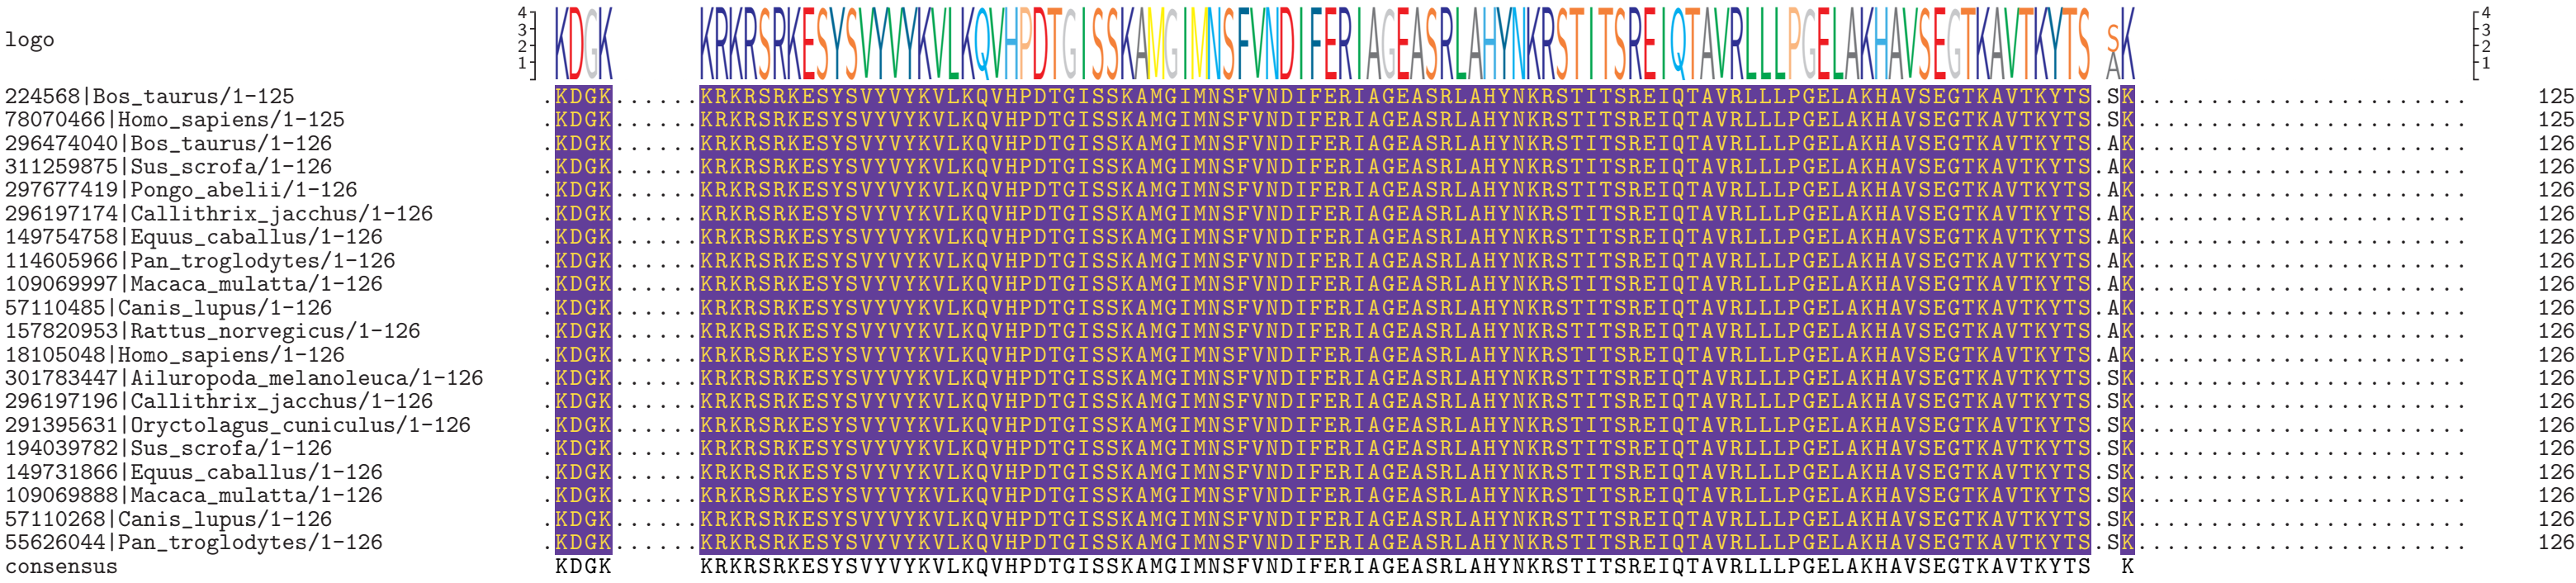 logo
4
3
2
1
KDGK KRKRSRKESYSVYVYKVLKQVHPDTGISSKAMGIMNSFVNDIFERIAGEASRLAHYNKRSTITSREIQTAVRLLLPGELAKHAVSEGTKAVTKYTS SK
A
4
3
2
1
224568|Bos_taurus/1-125 .KDGK......KRKRSRKESYSVYVYKVLKQVHPDTGISSKAMGIMNSFVNDIFERIAGEASRLAHYNKRSTITSREIQTAVRLLLPGELAKHAVSEGTKAVTKYTS.SK....................... 125
78070466|Homo_sapiens/1-125 .KDGK......KRKRSRKESYSVYVYKVLKQVHPDTGISSKAMGIMNSFVNDIFERIAGEASRLAHYNKRSTITSREIQTAVRLLLPGELAKHAVSEGTKAVTKYTS.SK....................... 125
296474040|Bos_taurus/1-126 .KDGK......KRKRSRKESYSVYVYKVLKQVHPDTGISSKAMGIMNSFVNDIFERIAGEASRLAHYNKRSTITSREIQTAVRLLLPGELAKHAVSEGTKAVTKYTS.AK....................... 126
311259875|Sus_scrofa/1-126 .KDGK......KRKRSRKESYSVYVYKVLKQVHPDTGISSKAMGIMNSFVNDIFERIAGEASRLAHYNKRSTITSREIQTAVRLLLPGELAKHAVSEGTKAVTKYTS.AK....................... 126
297677419|Pongo_abelii/1-126 .KDGK......KRKRSRKESYSVYVYKVLKQVHPDTGISSKAMGIMNSFVNDIFERIAGEASRLAHYNKRSTITSREIQTAVRLLLPGELAKHAVSEGTKAVTKYTS.AK....................... 126
296197174|Callithrix_jacchus/1-126 .KDGK......KRKRSRKESYSVYVYKVLKQVHPDTGISSKAMGIMNSFVNDIFERIAGEASRLAHYNKRSTITSREIQTAVRLLLPGELAKHAVSEGTKAVTKYTS.AK....................... 126
149754758|Equus_caballus/1-126 .KDGK......KRKRSRKESYSVYVYKVLKQVHPDTGISSKAMGIMNSFVNDIFERIAGEASRLAHYNKRSTITSREIQTAVRLLLPGELAKHAVSEGTKAVTKYTS.AK....................... 126
114605966|Pan_troglodytes/1-126 .KDGK......KRKRSRKESYSVYVYKVLKQVHPDTGISSKAMGIMNSFVNDIFERIAGEASRLAHYNKRSTITSREIQTAVRLLLPGELAKHAVSEGTKAVTKYTS.AK....................... 126
109069997|Macaca_mulatta/1-126 .KDGK......KRKRSRKESYSVYVYKVLKQVHPDTGISSKAMGIMNSFVNDIFERIAGEASRLAHYNKRSTITSREIQTAVRLLLPGELAKHAVSEGTKAVTKYTS.AK....................... 126
57110485|Canis_lupus/1-126 .KDGK......KRKRSRKESYSVYVYKVLKQVHPDTGISSKAMGIMNSFVNDIFERIAGEASRLAHYNKRSTITSREIQTAVRLLLPGELAKHAVSEGTKAVTKYTS.AK....................... 126
157820953|Rattus_norvegicus/1-126 .KDGK......KRKRSRKESYSVYVYKVLKQVHPDTGISSKAMGIMNSFVNDIFERIAGEASRLAHYNKRSTITSREIQTAVRLLLPGELAKHAVSEGTKAVTKYTS.AK....................... 126
18105048|Homo_sapiens/1-126 .KDGK......KRKRSRKESYSVYVYKVLKQVHPDTGISSKAMGIMNSFVNDIFERIAGEASRLAHYNKRSTITSREIQTAVRLLLPGELAKHAVSEGTKAVTKYTS.AK....................... 126
301783447|Ailuropoda_melanoleuca/1-126 .KDGK......KRKRSRKESYSVYVYKVLKQVHPDTGISSKAMGIMNSFVNDIFERIAGEASRLAHYNKRSTITSREIQTAVRLLLPGELAKHAVSEGTKAVTKYTS.SK....................... 126
296197196|Callithrix_jacchus/1-126 .KDGK......KRKRSRKESYSVYVYKVLKQVHPDTGISSKAMGIMNSFVNDIFERIAGEASRLAHYNKRSTITSREIQTAVRLLLPGELAKHAVSEGTKAVTKYTS.SK....................... 126
291395631|Oryctolagus_cuniculus/1-126 .KDGK......KRKRSRKESYSVYVYKVLKQVHPDTGISSKAMGIMNSFVNDIFERIAGEASRLAHYNKRSTITSREIQTAVRLLLPGELAKHAVSEGTKAVTKYTS.SK....................... 126
194039782|Sus_scrofa/1-126 .KDGK......KRKRSRKESYSVYVYKVLKQVHPDTGISSKAMGIMNSFVNDIFERIAGEASRLAHYNKRSTITSREIQTAVRLLLPGELAKHAVSEGTKAVTKYTS.SK....................... 126
149731866|Equus_caballus/1-126 .KDGK......KRKRSRKESYSVYVYKVLKQVHPDTGISSKAMGIMNSFVNDIFERIAGEASRLAHYNKRSTITSREIQTAVRLLLPGELAKHAVSEGTKAVTKYTS.SK....................... 126
109069888|Macaca_mulatta/1-126 .KDGK......KRKRSRKESYSVYVYKVLKQVHPDTGISSKAMGIMNSFVNDIFERIAGEASRLAHYNKRSTITSREIQTAVRLLLPGELAKHAVSEGTKAVTKYTS.SK....................... 126
57110268|Canis_lupus/1-126 .KDGK......KRKRSRKESYSVYVYKVLKQVHPDTGISSKAMGIMNSFVNDIFERIAGEASRLAHYNKRSTITSREIQTAVRLLLPGELAKHAVSEGTKAVTKYTS.SK....................... 126
55626044|Pan_troglodytes/1-126 .KDGK......KRKRSRKESYSVYVYKVLKQVHPDTGISSKAMGIMNSFVNDIFERIAGEASRLAHYNKRSTITSREIQTAVRLLLPGELAKHAVSEGTKAVTKYTS.SK....................... 126
consensus KDGK KRKRSRKESYSVYVYKVLKQVHPDTGISSKAMGIMNSFVNDIFERIAGEASRLAHYNKRSTITSREIQTAVRLLLPGELAKHAVSEGTKAVTKYTS K